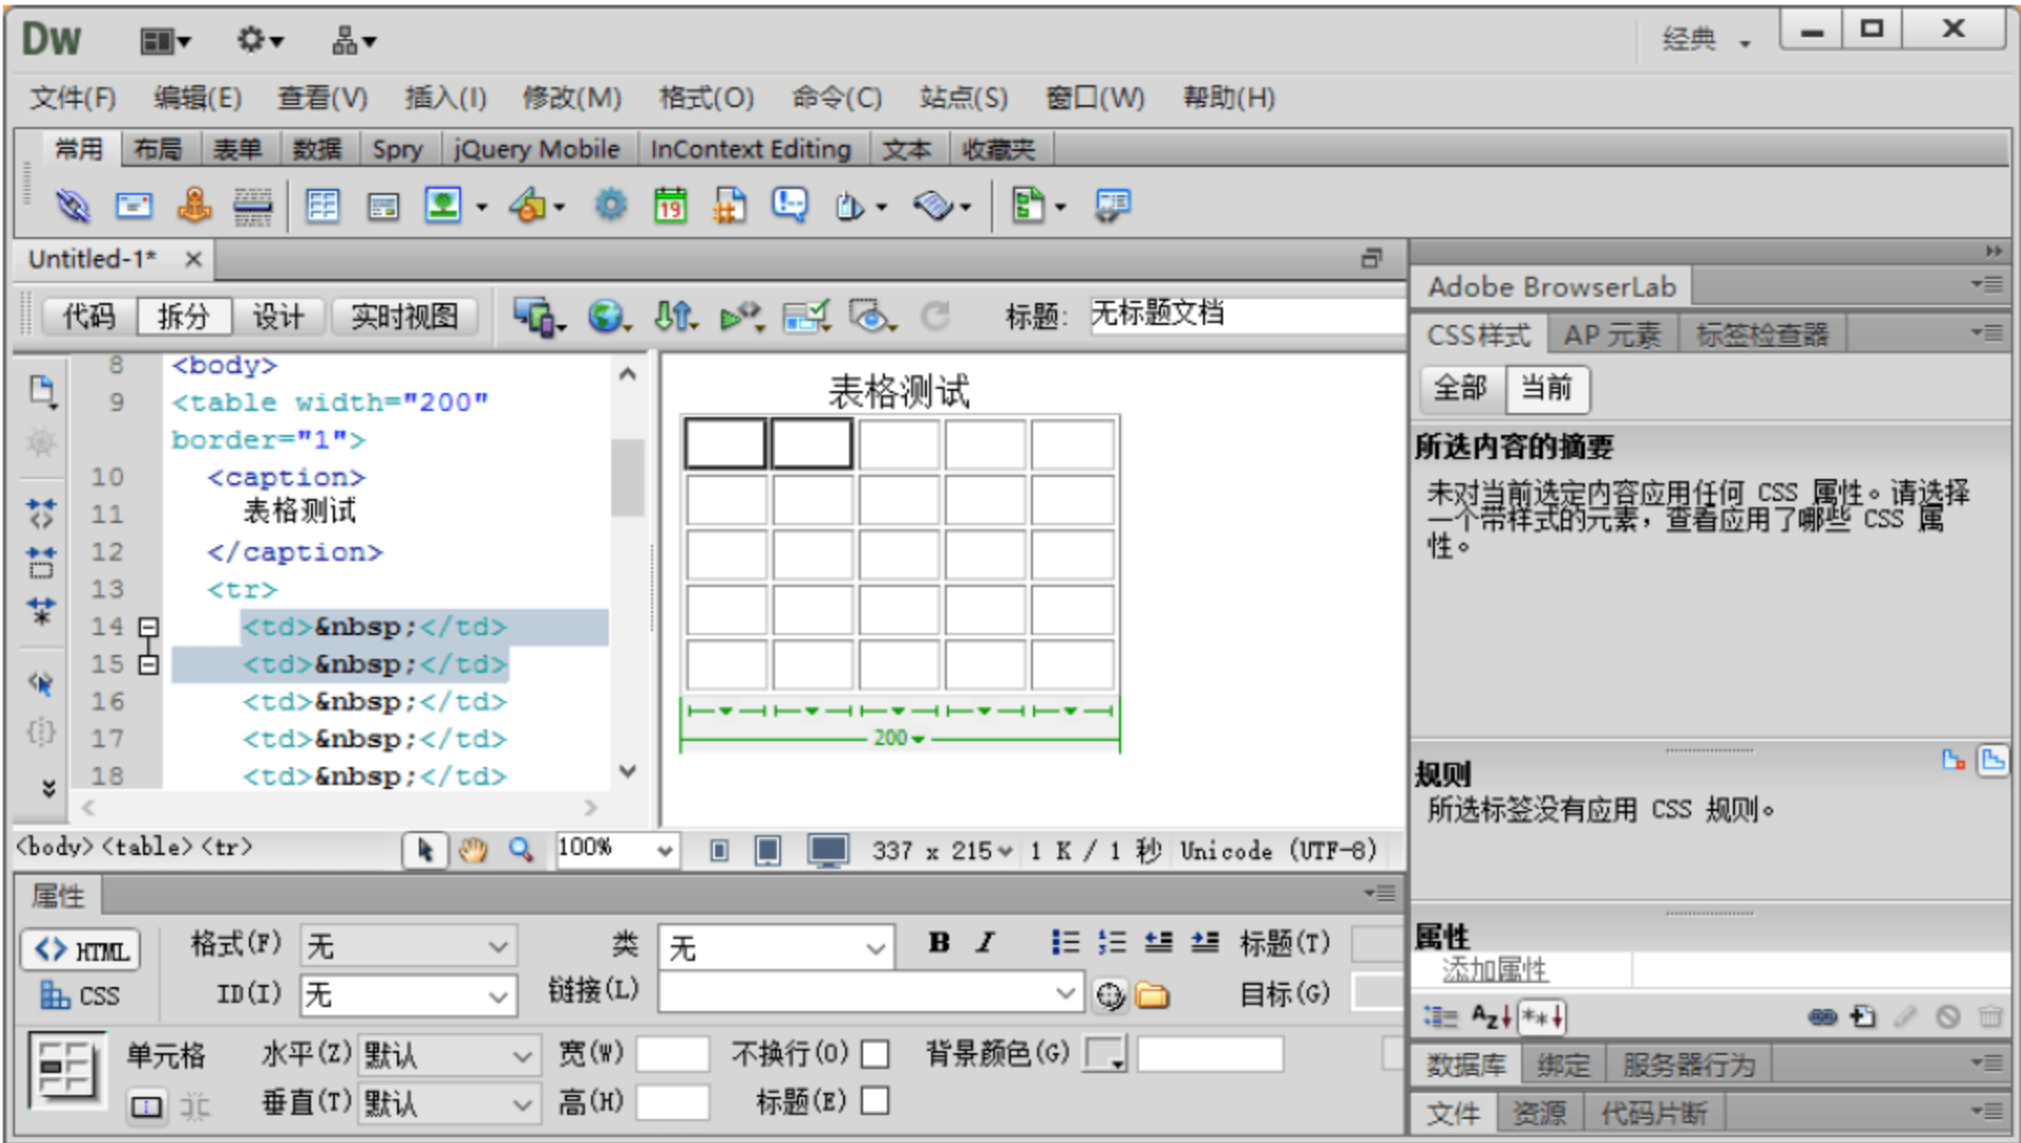 Dw
经典
文件(F) 编辑(E) 查看(V) 插入(I) 修改(M) 格式(O) 命令(C) 站点(S) 窗口(W) 帮助(H)
常用 布局 表单 数据 Spry jQuery Mobile InContext Editing 文本 收藏夹
19
Untitled-1*
代码 拆分 设计 实时视图 标题: 无标题文档
8 <body>
9 <table width="200"
border="1">
10 <caption>
11 表格测试
12 </caption>
13 <tr>
14 <td>&nbsp;</td>
15 <td>&nbsp;</td>
16 <td>&nbsp;</td>
17 <td>&nbsp;</td>
18 <td>&nbsp;</td>
表格测试
200
<body> <table> <tr> 100% 337 x 215 1 K / 1 秒 Unicode (UTF-8)
属性
HTML 格式(F) 无 类 无 B I 标题(T)
CSS ID(I) 无 链接(L) 目标(G)
单元格 水平(Z) 默认 宽(W) 不换行(O) 背景颜色(G)
垂直(T) 默认 高(H) 标题(E)
Adobe BrowserLab
CSS样式 AP 元素 标签检查器
全部 当前
所选内容的摘要
未对当前选定内容应用任何 CSS 属性。请选择
一个带样式的元素，查看应用了哪些 CSS 属
性。
规则
所选标签没有应用 CSS 规则。
属性
添加属性
数据库 绑定 服务器行为
文件 资源 代码片断